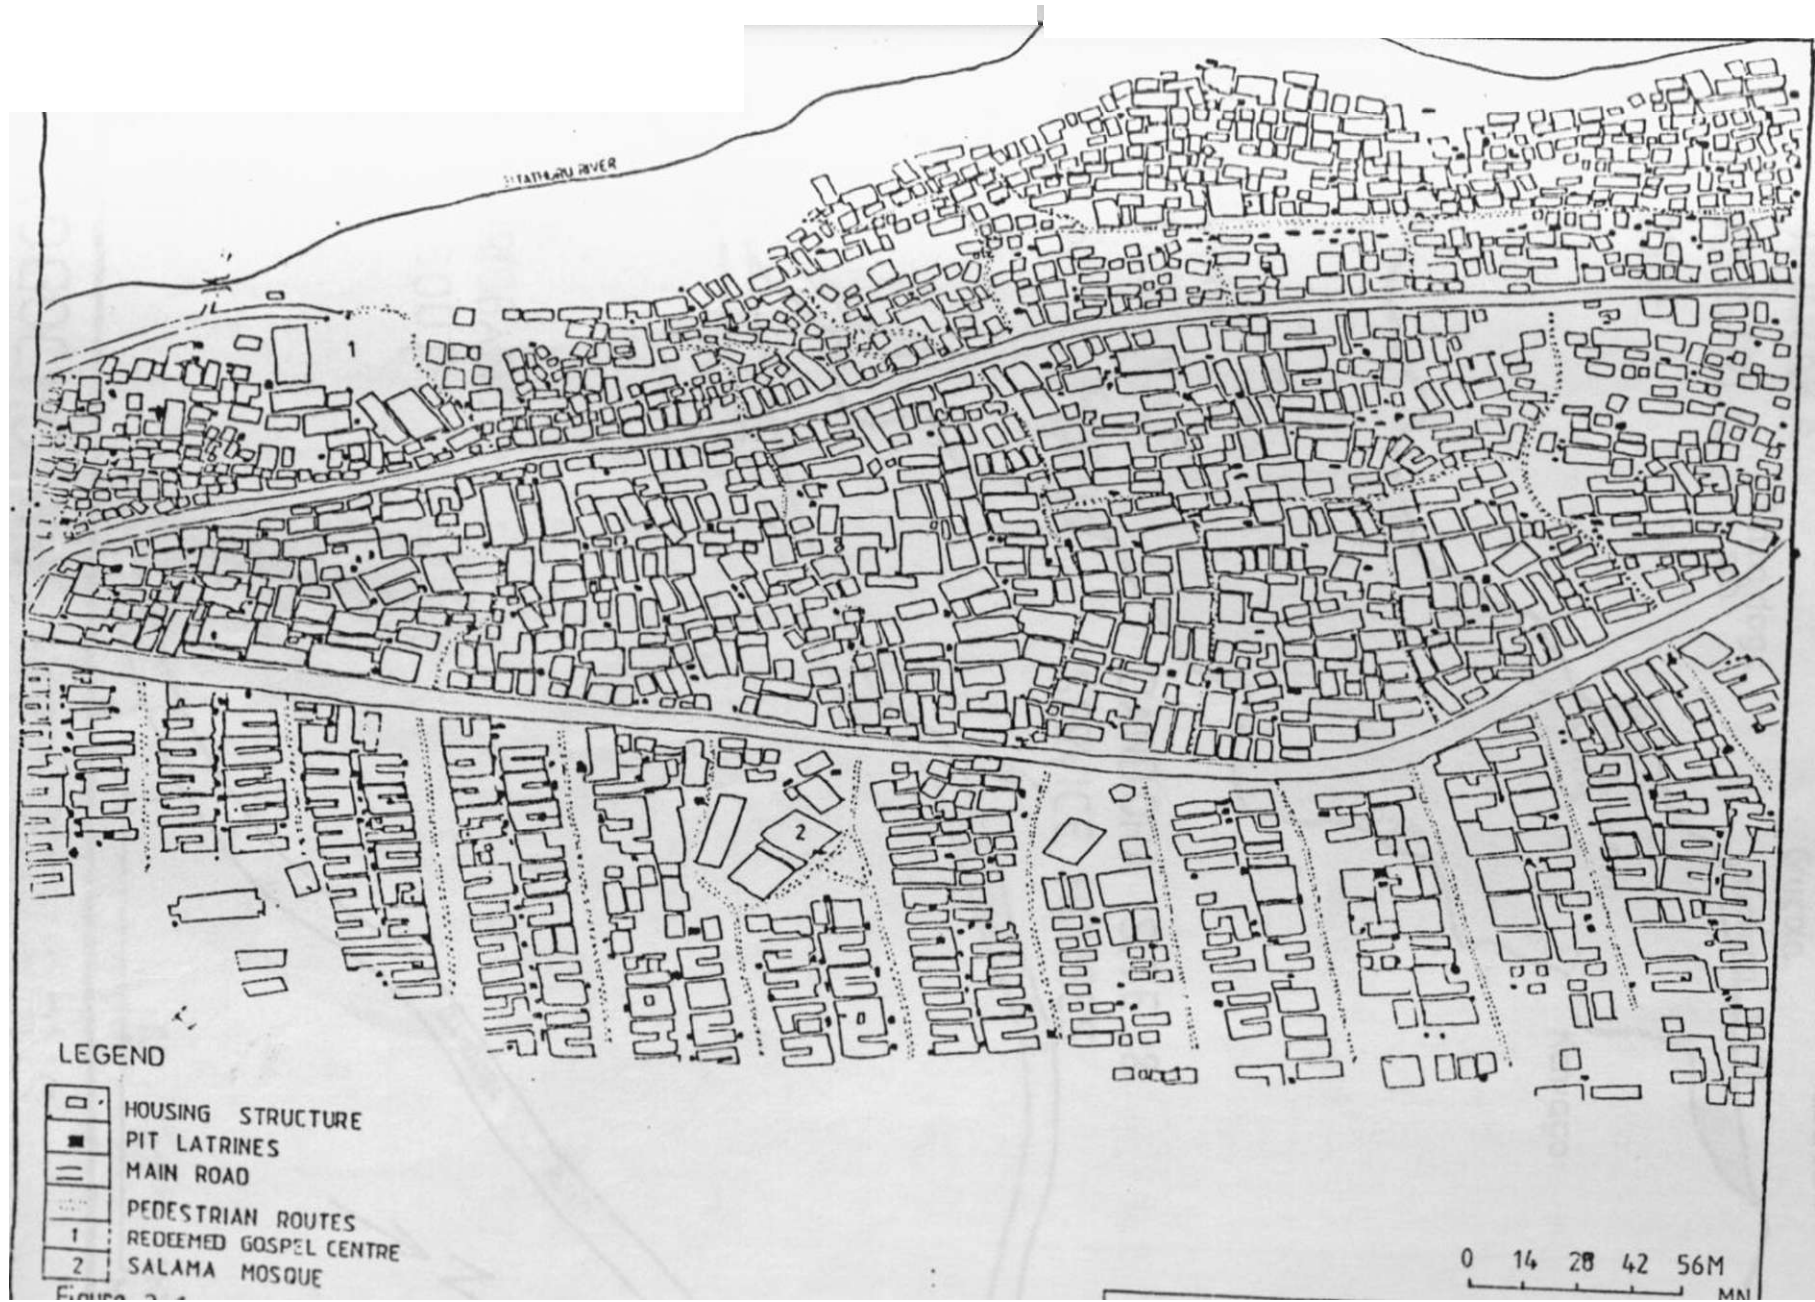 RIVER
1
2
LEGEND
HOUSING STRUCTURE
PIT LATRINES
MAIN ROAD
PEDESTRIAN ROUTES
1 REDEEMED GOSPEL CENTRE
2 SALAMA MOSQUE
0 14 28 42 56M
MN